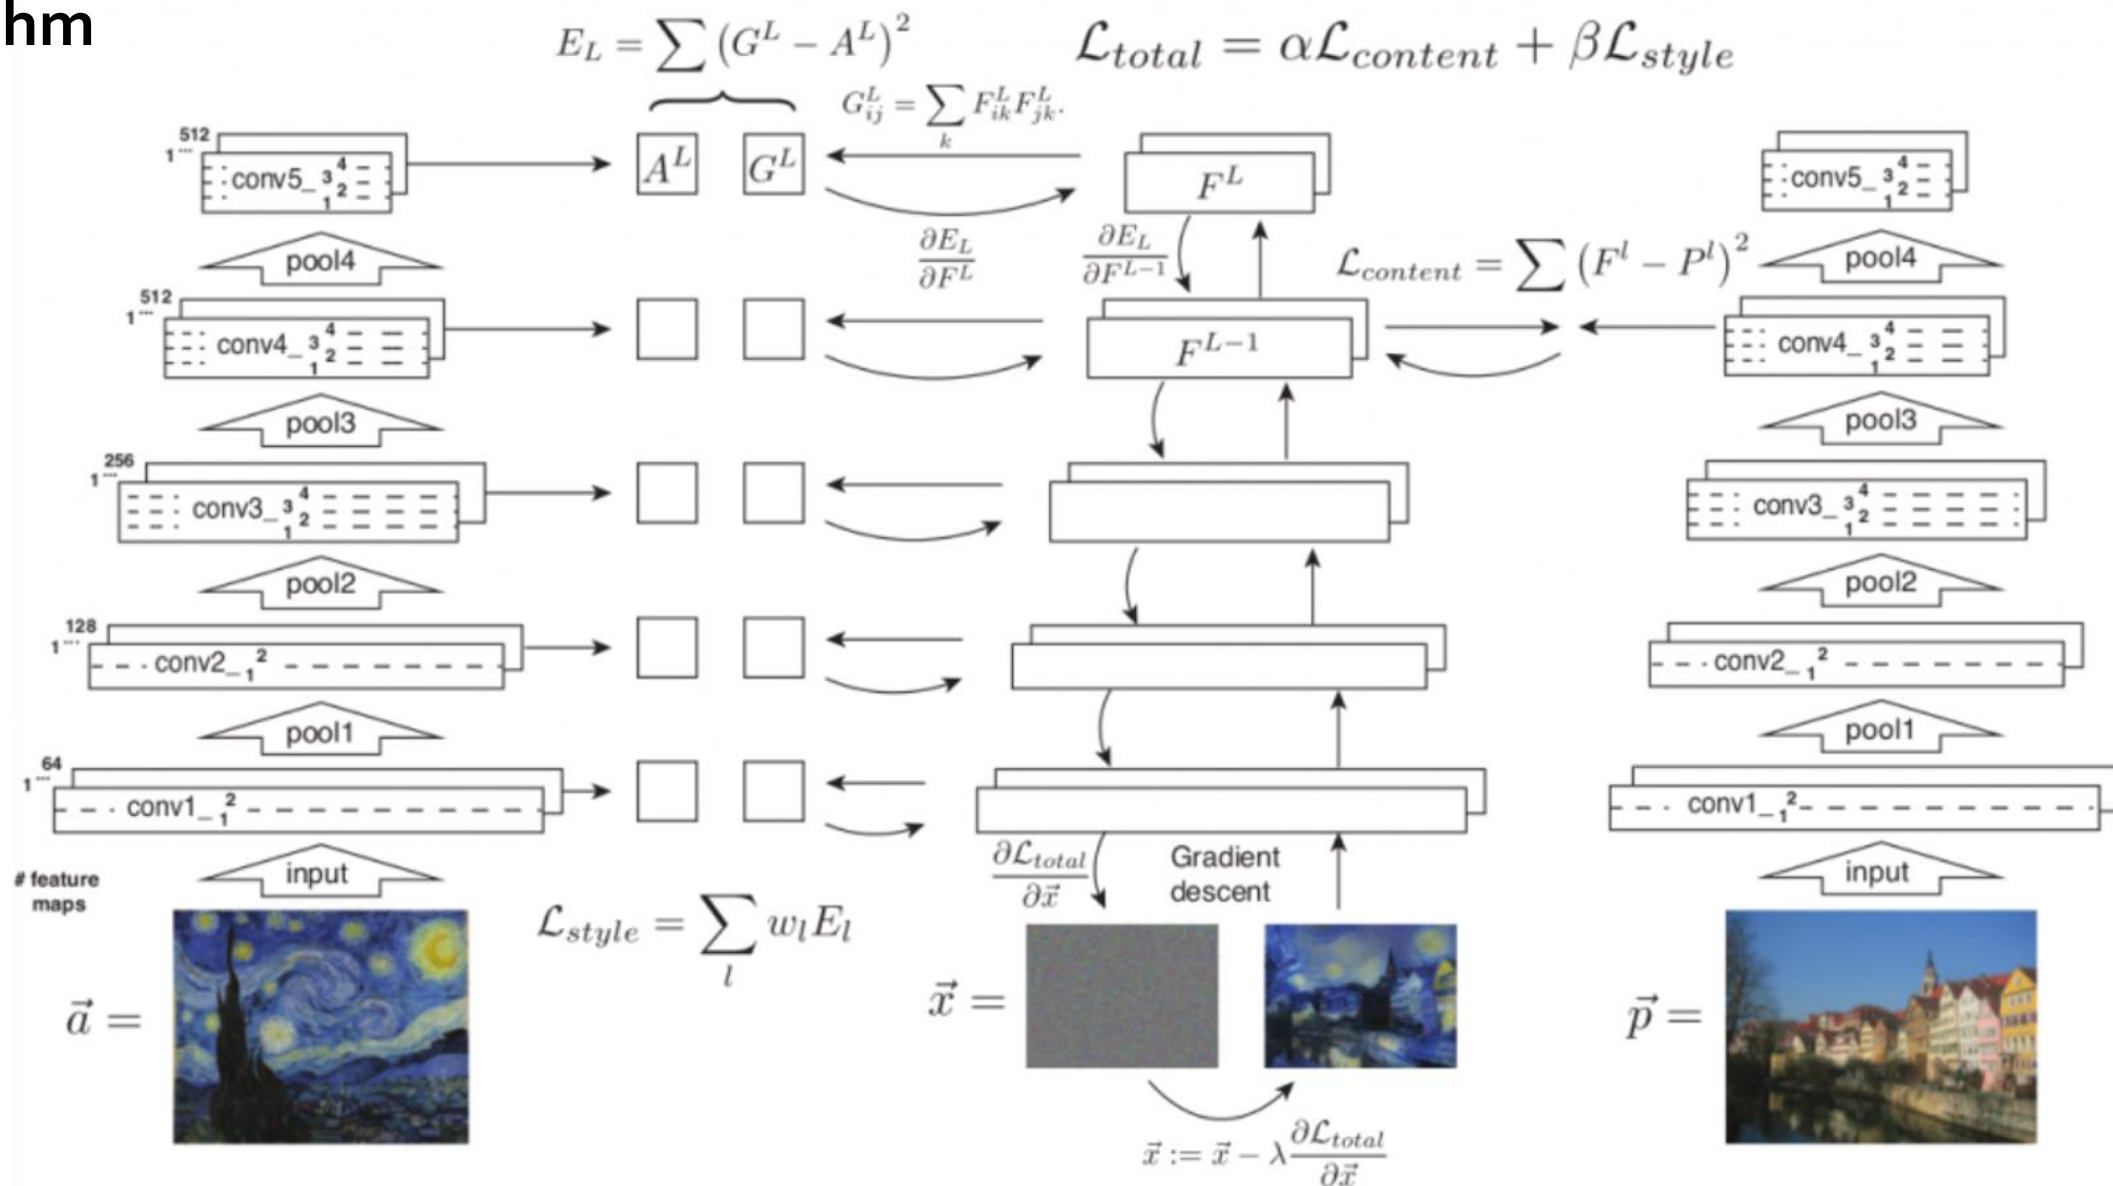 hm
E_L = ∑ (G^L − A^L)^2
ℒ_total = αℒ_content + βℒ_style
G^L_ij = ∑_k F^L_ik F^L_jk.
512
1...
conv5_ 1 2 3 4
A^L
G^L
F^L
conv5_ 1 2 3 4
pool4
∂E_L/∂F^L
∂E_L/∂F^{L−1}
ℒ_content = ∑ (F^l − P^l)^2
pool4
512
1...
conv4_ 1 2 3 4
F^{L−1}
conv4_ 1 2 3 4
pool3
pool3
256
1...
conv3_ 1 2 3 4
conv3_ 1 2 3 4
pool2
pool2
128
1...
conv2_ 1 2
conv2_ 1 2
pool1
pool1
64
1...
conv1_ 1 2
conv1_ 1 2
# feature
maps
input
∂ℒ_total/∂x⃗
Gradient
descent
input
ℒ_style = ∑_l w_l E_l
a⃗ =
x⃗ =
p⃗ =
x⃗ := x⃗ − λ ∂ℒ_total/∂x⃗